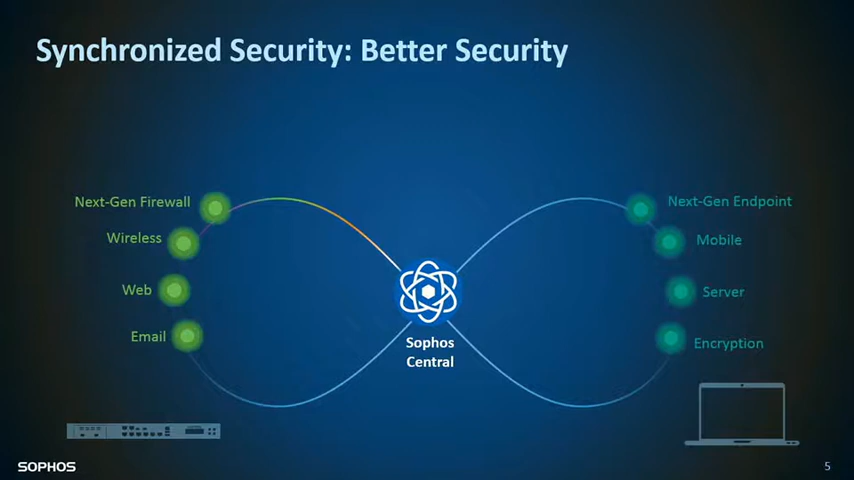 Synchronized Security: Better Security
Next-Gen Firewall
Wireless
Web
Email
Sophos
Central
Next-Gen Endpoint
Mobile
Server
Encryption
SOPHOS
5